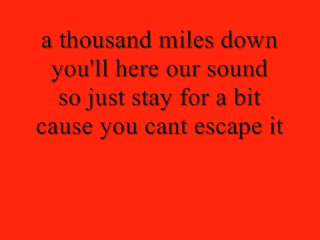 a thousand miles down
you'll here our sound
so just stay for a bit
cause you cant escape it